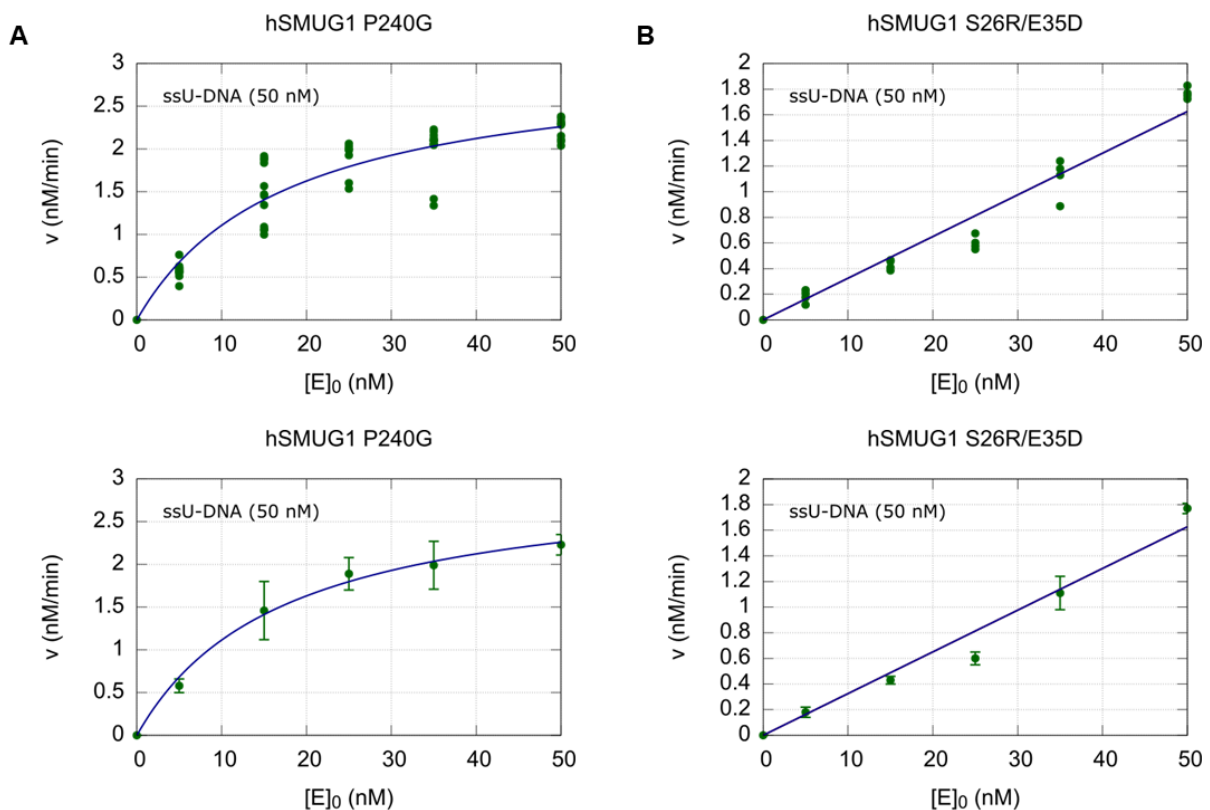 A
hSMUG1 P240G
3
2.5
2
1.5
1
0.5
0
ssU-DNA (50 nM)
v (nM/min)
0 10 20 30 40 50
[E]₀ (nM)
B
hSMUG1 S26R/E35D
2
1.8
1.6
1.4
1.2
1
0.8
0.6
0.4
0.2
0
ssU-DNA (50 nM)
v (nM/min)
0 10 20 30 40 50
[E]₀ (nM)
hSMUG1 P240G
3
2.5
2
1.5
1
0.5
0
ssU-DNA (50 nM)
v (nM/min)
0 10 20 30 40 50
[E]₀ (nM)
hSMUG1 S26R/E35D
2
1.8
1.6
1.4
1.2
1
0.8
0.6
0.4
0.2
0
ssU-DNA (50 nM)
v (nM/min)
0 10 20 30 40 50
[E]₀ (nM)